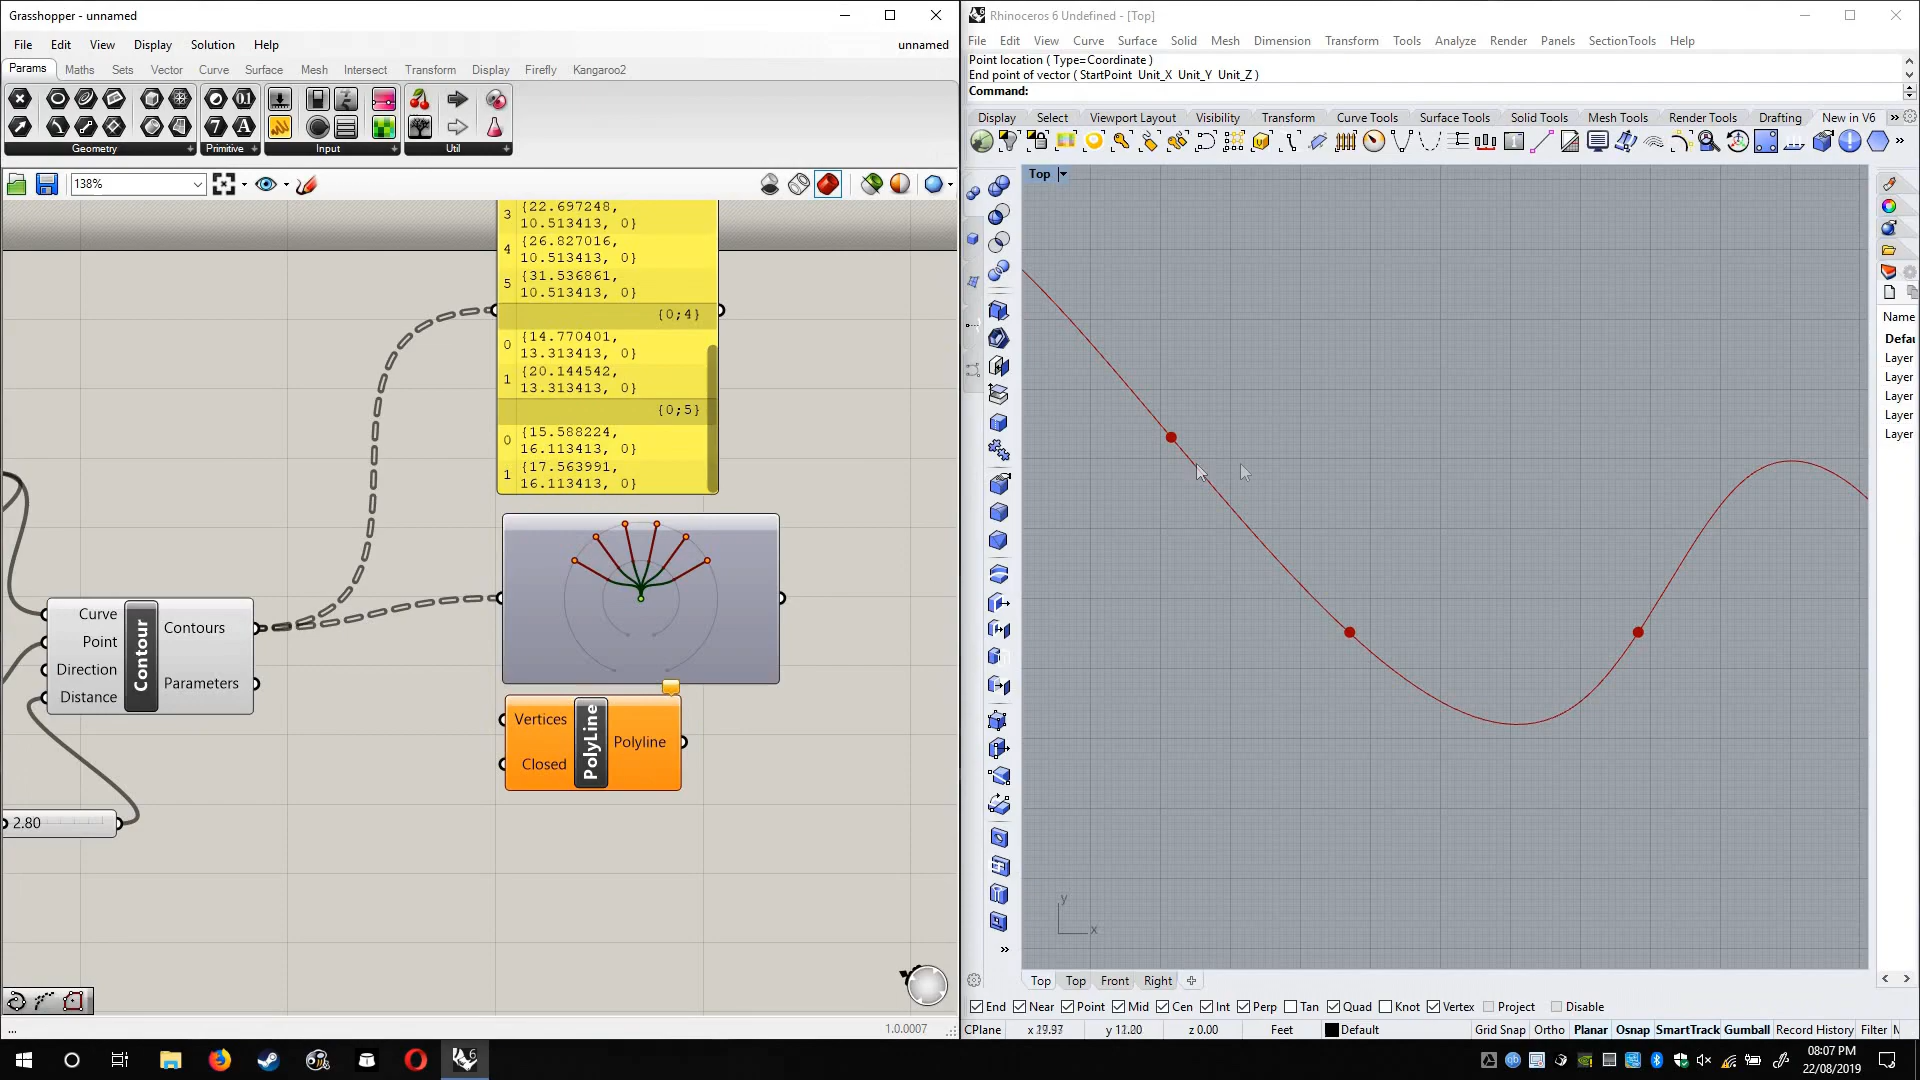 Grasshopper - unnamed
File Edit View Display Solution Help unnamed
Params Maths Sets Vector Curve Surface Mesh Intersect Transform Display Firefly Kangaroo2
Geometry Primitive Input Util
138%
3 {22.697248,
10.513413, 0}
4 {26.827016,
10.513413, 0}
5 {31.536861,
10.513413, 0}
{0;4}
0 {14.770401,
13.313413, 0}
1 {20.144542,
13.313413, 0}
{0;5}
0 {15.588224,
16.113413, 0}
1 {17.563991,
16.113413, 0}
Curve
Point
Direction
Distance
Contour
Contours
Parameters
Vertices
Closed
PolyLine
Polyline
2.80
...
1.0.0007
Rhinoceros 6 Undefined - [Top]
File Edit View Curve Surface Solid Mesh Dimension Transform Tools Analyze Render Panels SectionTools Help
Point location ( Type=Coordinate )
End point of vector ( StartPoint Unit_X Unit_Y Unit_Z )
Command:
Display Select Viewport Layout Visibility Transform Curve Tools Surface Tools Solid Tools Mesh Tools Render Tools Drafting New in V6
Top
Name
Defau
Layer
Layer
Layer
Layer
Layer
y
x
Top Top Front Right
End Near Point Mid Cen Int Perp Tan Quad Knot Vertex Project Disable
CPlane y 11.20 z 0.00 Feet Default Grid Snap Ortho Planar Osnap SmartTrack Gumball Record History Filter
08:07 PM
22/08/2019